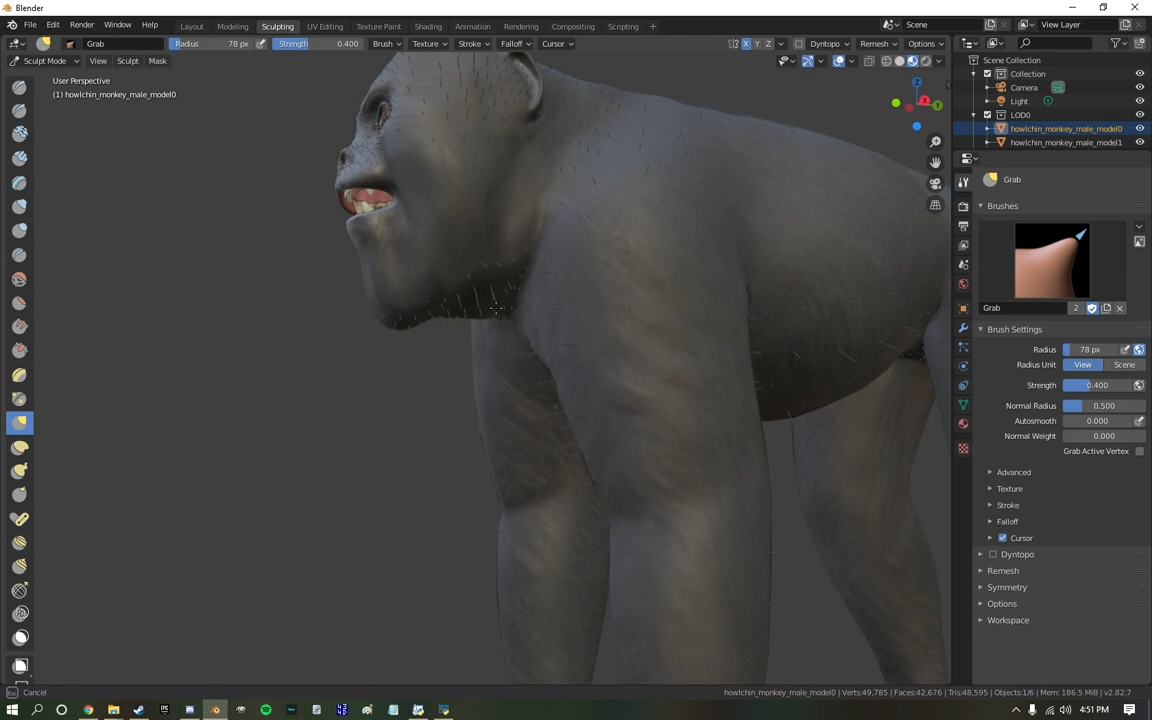 Blender
File Edit Render Window Help Layout Modeling Sculpting UV Editing Texture Paint Shading Animation Rendering Compositing Scripting + Scene View Layer
Grab Radius 78 px Strength 0.400 Brush Texture Stroke Falloff Cursor X Y Z Dyntopo Remesh Options
Sculpt Mode View Sculpt Mask
User Perspective
(1) howlchin_monkey_male_model0
Z
X
Y
Scene Collection
Collection
Camera
Light
LOD0
howlchin_monkey_male_model0
howlchin_monkey_male_model1
Grab
Brushes
Grab 2
Brush Settings
Radius 78 px
Radius Unit View Scene
Strength 0.400
Normal Radius 0.500
Autosmooth 0.000
Normal Weight 0.000
Grab Active Vertex
Advanced
Texture
Stroke
Falloff
Cursor
Dyntopo
Remesh
Symmetry
Options
Workspace
Esc Cancel
howlchin_monkey_male_model0 | Verts:49,785 | Faces:42,676 | Tris:48,595 | Objects:1/6 | Mem: 186.5 MiB | v2.82.7
4:51 PM